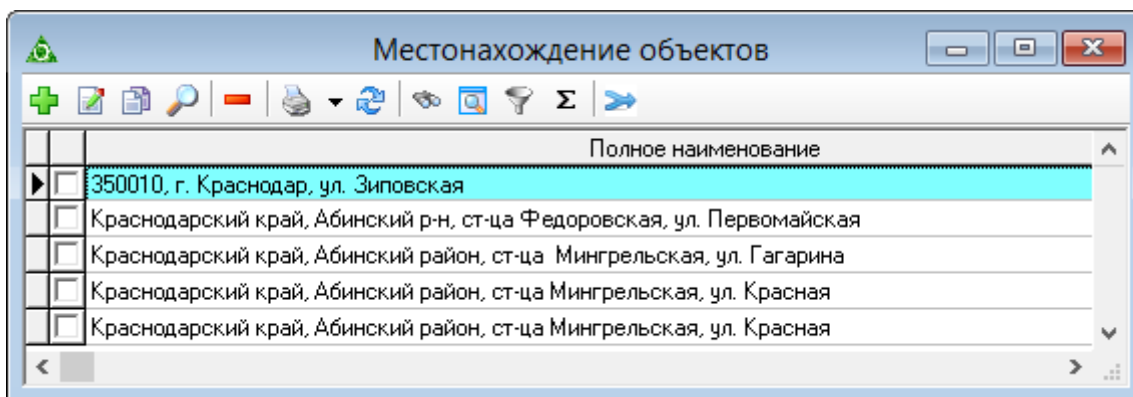 Местонахождение объектов
Σ
Полное наименование
350010, г. Краснодар, ул. Зиповская
Краснодарский край, Абинский р-н, ст-ца Федоровская, ул. Первомайская
Краснодарский край, Абинский район, ст-ца  Мингрельская, ул. Гагарина
Краснодарский край, Абинский район, ст-ца Мингрельская, ул. Красная
Краснодарский край, Абинский район, ст-ца Мингрельская, ул. Красная